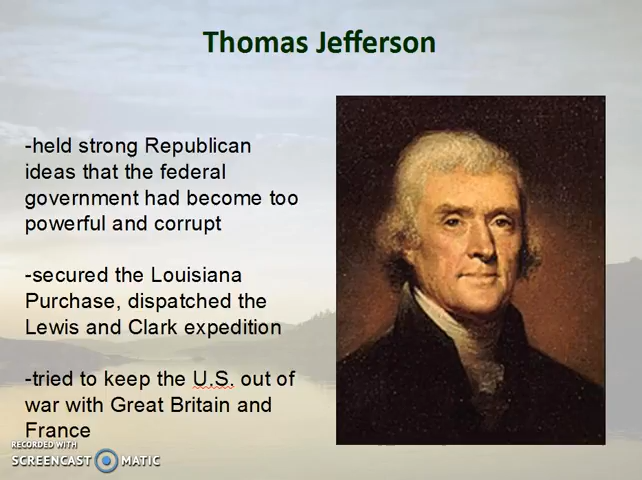 Thomas Jefferson
-held strong Republican
ideas that the federal
government had become too
powerful and corrupt
-secured the Louisiana
Purchase, dispatched the
Lewis and Clark expedition
-tried to keep the U.S. out of
war with Great Britain and
France
RECORDED WITH
SCREENCAST MATIC